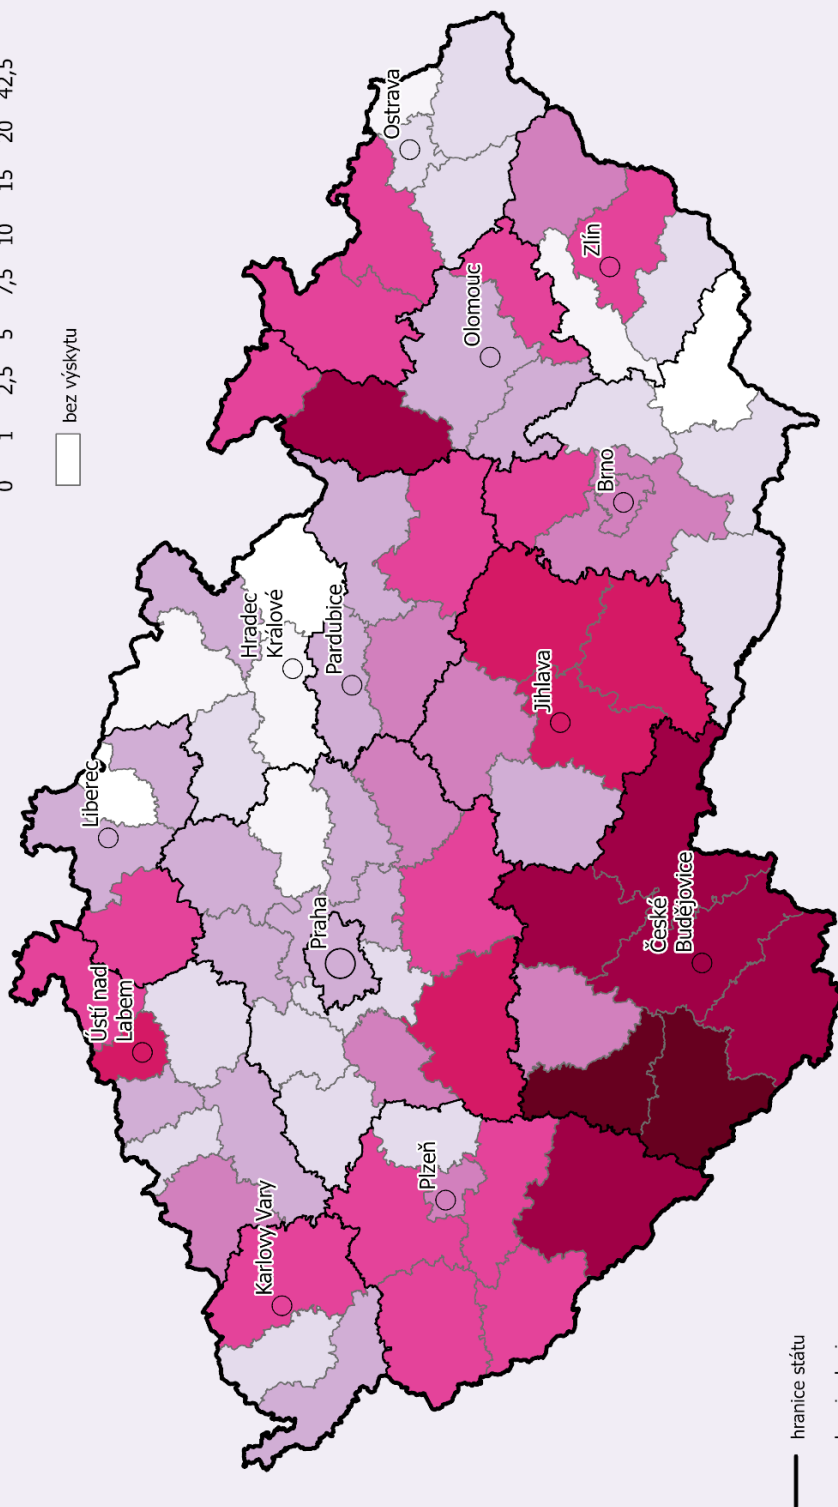 0 1 2,5 5 7,5 10 15 20 42,5
bez výskytu
Liberec
Ústí nad
Labem
Hradec
Králové
Karlovy Vary
Praha
Pardubice
Ostrava
Plzeň
Olomouc
Jihlava
Zlín
Brno
České
Budějovice
hranice státu